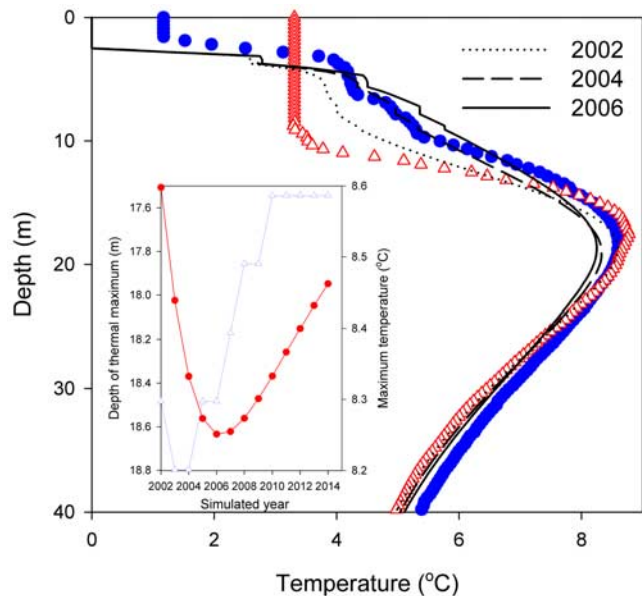 0
10
20
30
40
Depth (m)
2002
2004
2006
17.6
17.8
18.0
18.2
18.4
18.6
18.8
Depth of thermal maximum (m)
8.6
8.5
8.4
8.3
8.2
Maximum temperature (°C)
2002 2004 2006 2008 2010 2012 2014
Simulated year
0 2 4 6 8
Temperature (°C)